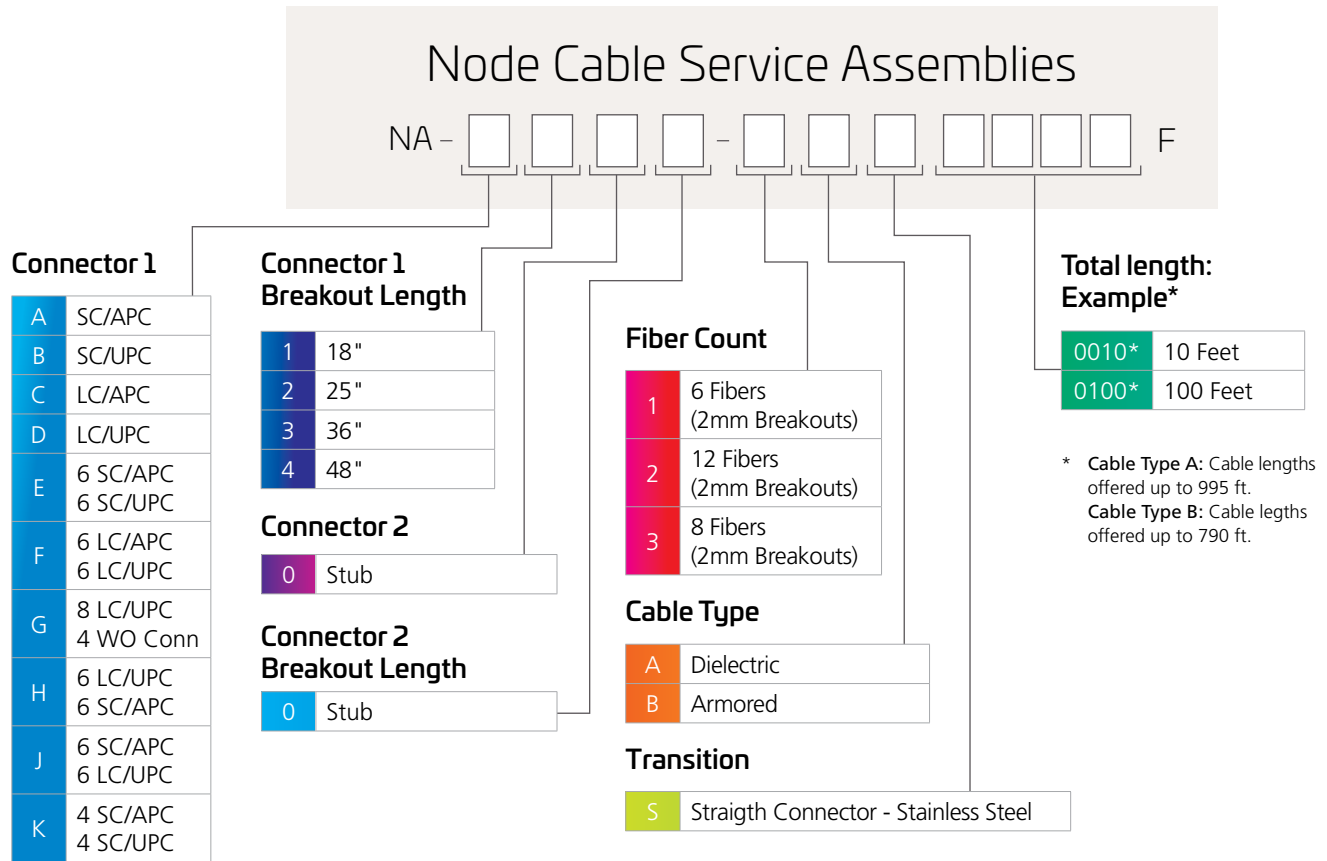 Node Cable Service Assemblies
NA –
–
F
Connector 1
A SC/APC
B SC/UPC
C LC/APC
D LC/UPC
E 6 SC/APC
6 SC/UPC
F 6 LC/APC
6 LC/UPC
G 8 LC/UPC
4 WO Conn
H 6 LC/UPC
6 SC/APC
J 6 SC/APC
6 LC/UPC
K 4 SC/APC
4 SC/UPC
Connector 1
Breakout Length
1 18"
2 25"
3 36"
4 48"
Connector 2
0 Stub
Connector 2
Breakout Length
0 Stub
Fiber Count
1 6 Fibers
(2mm Breakouts)
2 12 Fibers
(2mm Breakouts)
3 8 Fibers
(2mm Breakouts)
Cable Type
A Dielectric
B Armored
Transition
S Straigth Connector - Stainless Steel
Total length:
Example*
0010* 10 Feet
0100* 100 Feet
* Cable Type A: Cable lengths
offered up to 995 ft.
Cable Type B: Cable legths
offered up to 790 ft.